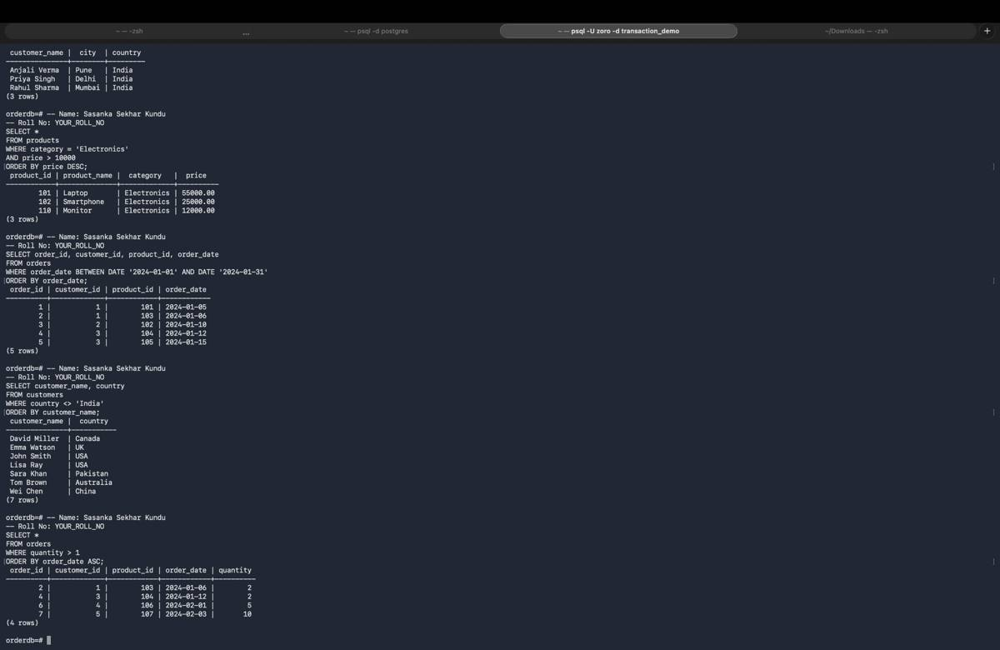 ~ — -zsh
...
~ — psql -d postgres
~ — psql -U zoro -d transaction_demo
~/Downloads — -zsh
+
 customer_name |  city  | country
---------------+--------+---------
 Anjali Verma  | Pune   | India
 Priya Singh   | Delhi  | India
 Rahul Sharma  | Mumbai | India
(3 rows)
orderdb=# -- Name: Sasanka Sekhar Kundu
-- Roll No: YOUR_ROLL_NO
SELECT *
FROM products
WHERE category = 'Electronics'
AND price > 10000
ORDER BY price DESC;
 product_id | product_name |  category   |  price
------------+--------------+-------------+----------
        101 | Laptop       | Electronics | 55000.00
        102 | Smartphone   | Electronics | 25000.00
        110 | Monitor      | Electronics | 12000.00
(3 rows)
orderdb=# -- Name: Sasanka Sekhar Kundu
-- Roll No: YOUR_ROLL_NO
SELECT order_id, customer_id, product_id, order_date
FROM orders
WHERE order_date BETWEEN DATE '2024-01-01' AND DATE '2024-01-31'
ORDER BY order_date;
 order_id | customer_id | product_id | order_date
----------+-------------+------------+------------
        1 |           1 |        101 | 2024-01-05
        2 |           1 |        103 | 2024-01-06
        3 |           2 |        102 | 2024-01-10
        4 |           3 |        104 | 2024-01-12
        5 |           3 |        105 | 2024-01-15
(5 rows)
orderdb=# -- Name: Sasanka Sekhar Kundu
-- Roll No: YOUR_ROLL_NO
SELECT customer_name, country
FROM customers
WHERE country <> 'India'
ORDER BY customer_name;
 customer_name |  country
---------------+-----------
 David Miller  | Canada
 Emma Watson   | UK
 John Smith    | USA
 Lisa Ray      | USA
 Sara Khan     | Pakistan
 Tom Brown     | Australia
 Wei Chen      | China
(7 rows)
orderdb=# -- Name: Sasanka Sekhar Kundu
-- Roll No: YOUR_ROLL_NO
SELECT *
FROM orders
WHERE quantity > 1
ORDER BY order_date ASC;
 order_id | customer_id | product_id | order_date | quantity
----------+-------------+------------+------------+----------
        2 |           1 |        103 | 2024-01-06 |        2
        4 |           3 |        104 | 2024-01-12 |        2
        6 |           4 |        106 | 2024-02-01 |        5
        7 |           5 |        107 | 2024-02-03 |       10
(4 rows)
orderdb=#